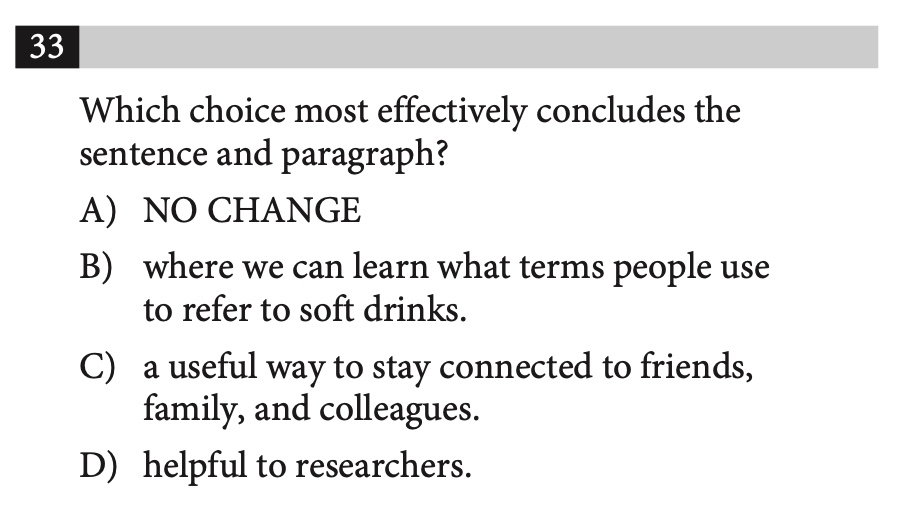 33
Which choice most effectively concludes the
sentence and paragraph?
A) NO CHANGE
B) where we can learn what terms people use
to refer to soft drinks.
C) a useful way to stay connected to friends,
family, and colleagues.
D) helpful to researchers.